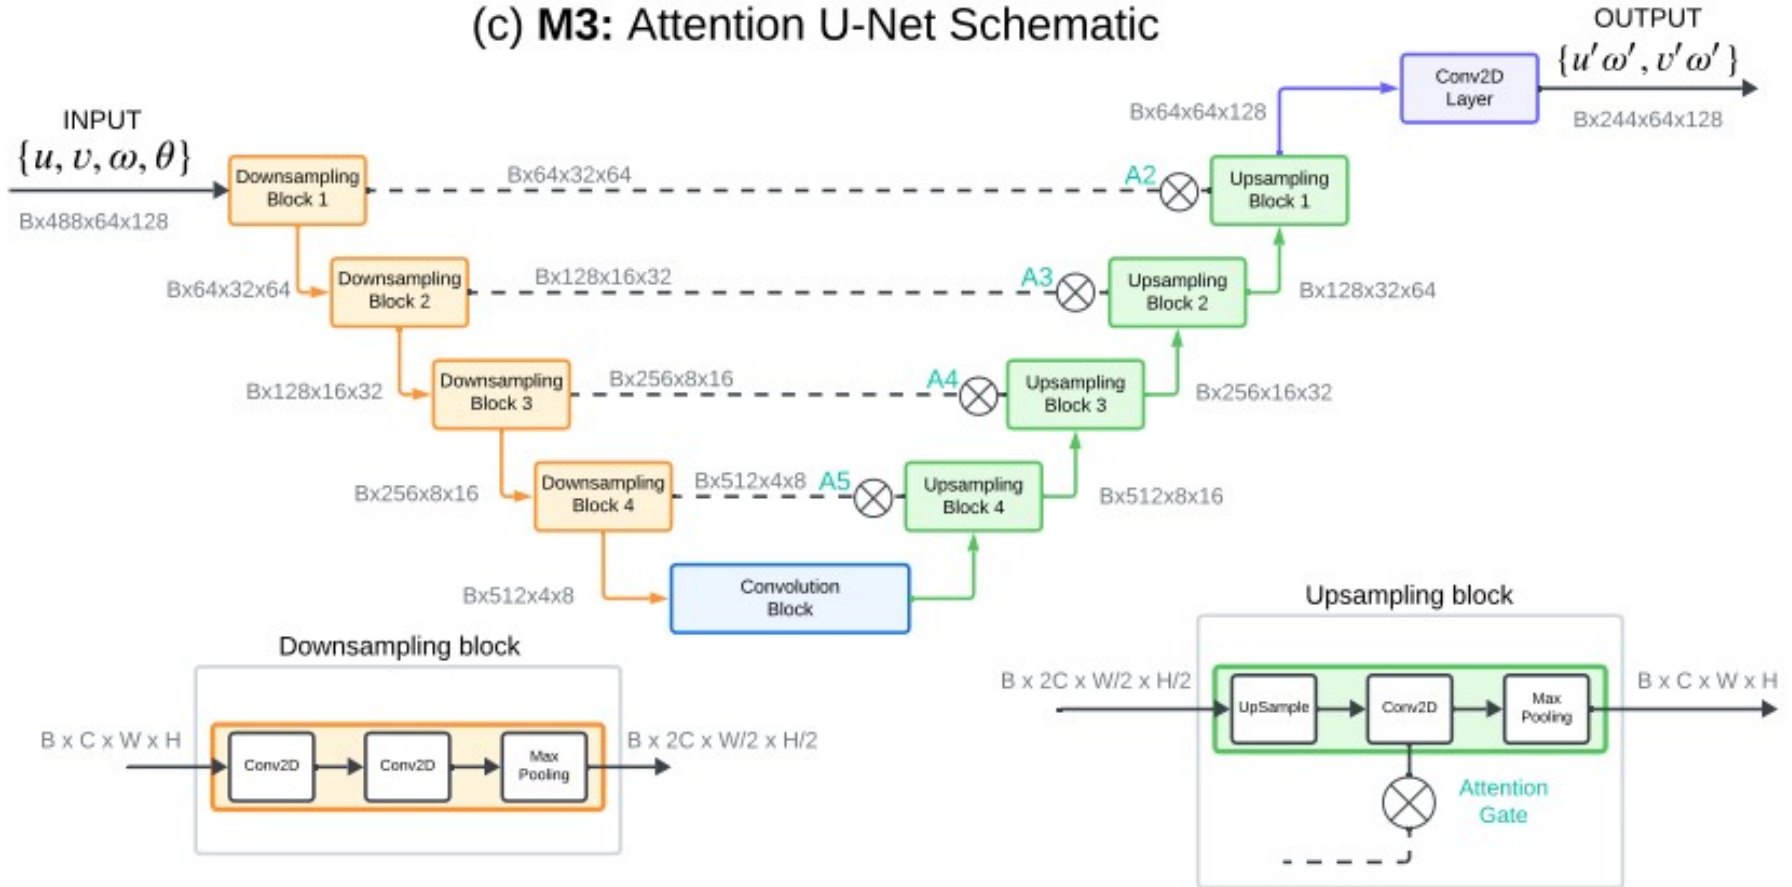 (c) M3: Attention U-Net Schematic
OUTPUT
{u′ω′, v′ω′}
Conv2D
Layer
Bx64x64x128
Bx244x64x128
INPUT
{u, v, ω, θ}
Bx488x64x128
Downsampling
Block 1
Bx64x32x64
A2
Upsampling
Block 1
Bx64x32x64
Downsampling
Block 2
Bx128x16x32
A3
Upsampling
Block 2
Bx128x32x64
Bx128x16x32
Downsampling
Block 3
Bx256x8x16
A4
Upsampling
Block 3
Bx256x16x32
Bx256x8x16
Downsampling
Block 4
Bx512x4x8
A5
Upsampling
Block 4
Bx512x8x16
Bx512x4x8
Convolution
Block
Downsampling block
B x C x W x H
Conv2D
Conv2D
Max
Pooling
B x 2C x W/2 x H/2
Upsampling block
B x 2C x W/2 x H/2
UpSample
Conv2D
Max
Pooling
B x C x W x H
Attention
Gate